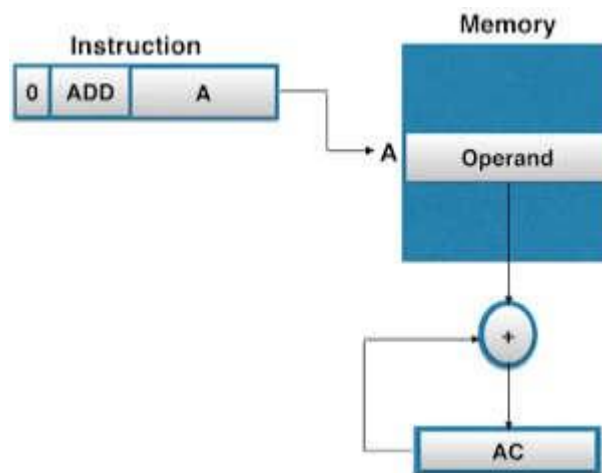 Memory
Instruction
0 ADD A
A
Operand
+
AC